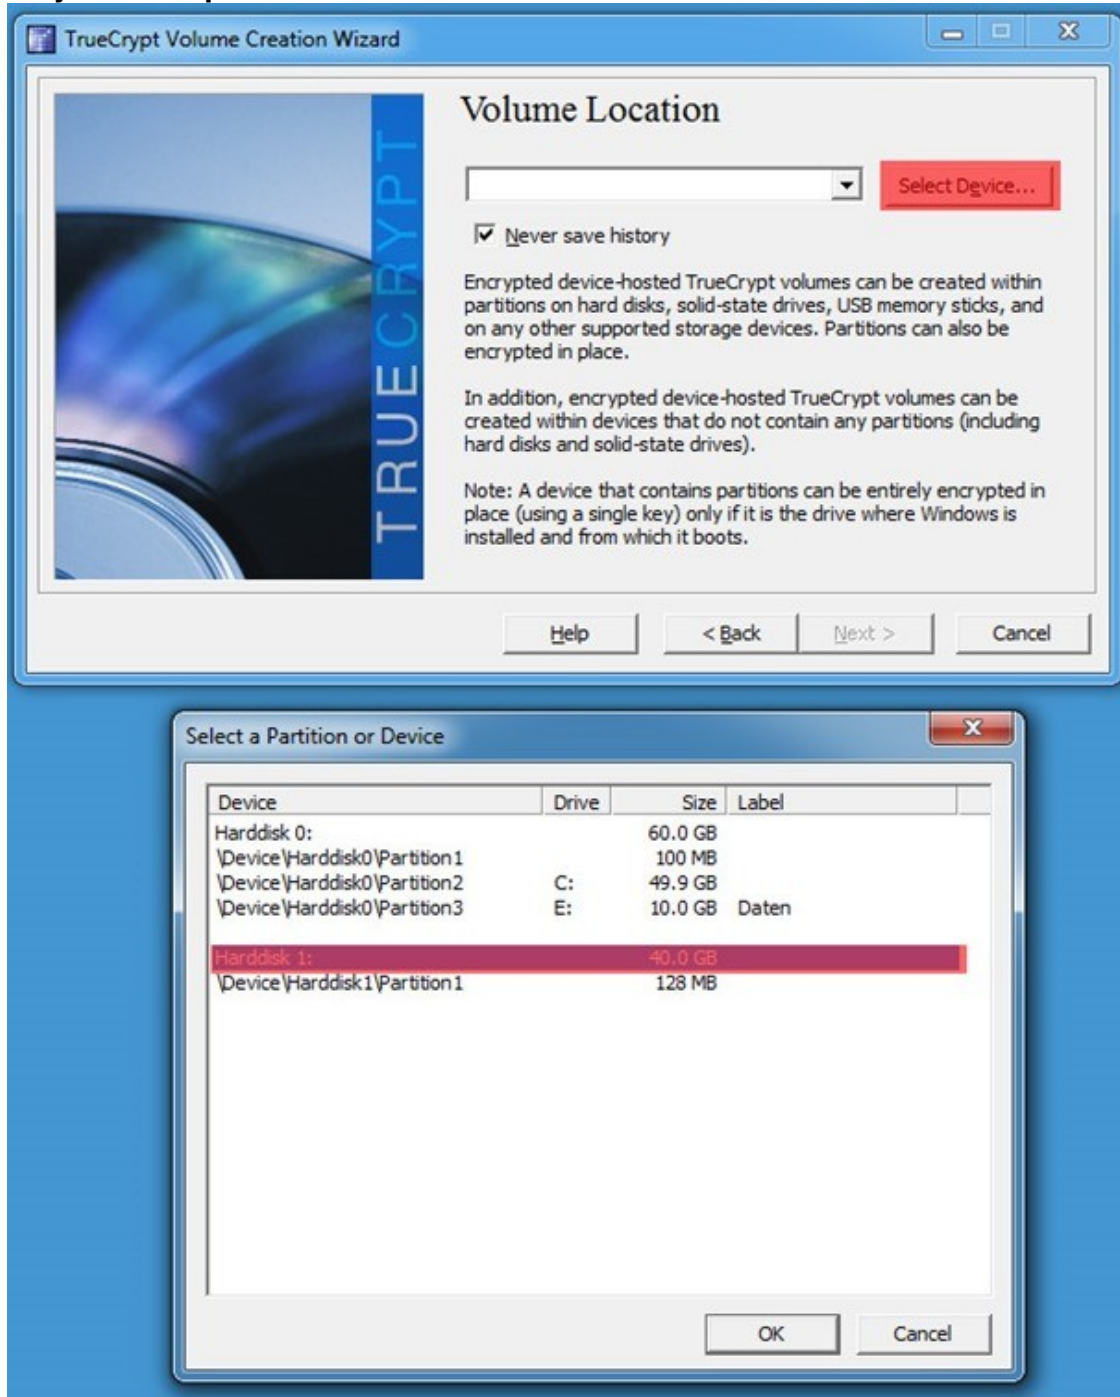 TrueCrypt Volume Creation Wizard
TRUECRYPT
Volume Location
Select Device...
Never save history
Encrypted device-hosted TrueCrypt volumes can be created within
partitions on hard disks, solid-state drives, USB memory sticks, and
on any other supported storage devices. Partitions can also be
encrypted in place.
In addition, encrypted device-hosted TrueCrypt volumes can be
created within devices that do not contain any partitions (including
hard disks and solid-state drives).
Note: A device that contains partitions can be entirely encrypted in
place (using a single key) only if it is the drive where Windows is
installed and from which it boots.
Help < Back Next > Cancel
Select a Partition or Device
Device Drive Size Label
Harddisk 0: 60.0 GB
\Device\Harddisk0\Partition1 100 MB
\Device\Harddisk0\Partition2 C: 49.9 GB
\Device\Harddisk0\Partition3 E: 10.0 GB Daten
Harddisk 1: 40.0 GB
\Device\Harddisk1\Partition1 128 MB
OK Cancel